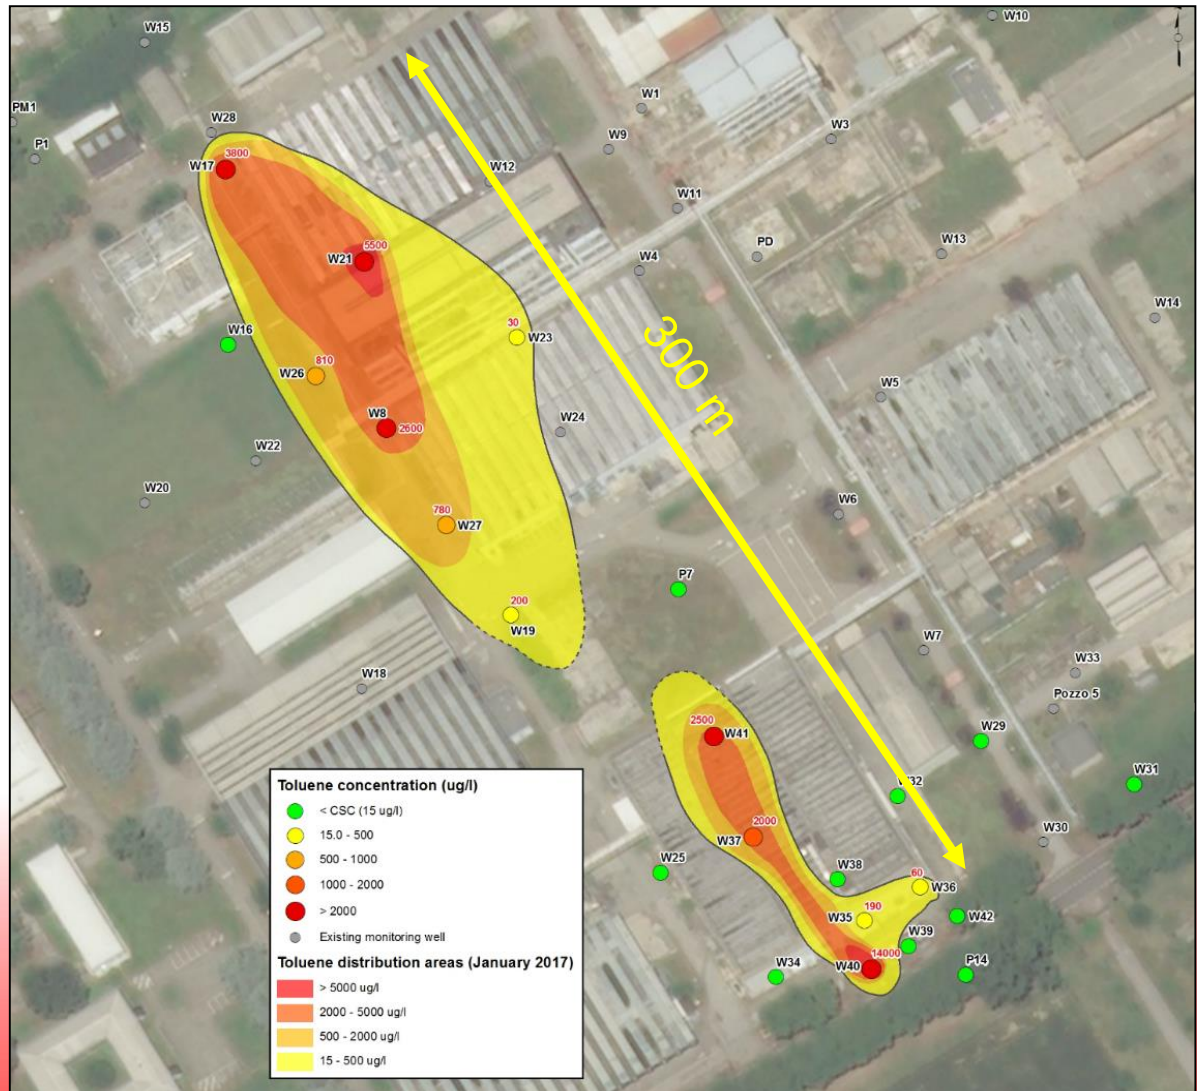 W15
W10
PM1
W1
W28
P1
W9
W3
3800
W17
W12
W11
5500
W21
PD
W13
W4
300 m
W14
30
W16
W23
810
W26
W5
W8
2600
W24
W22
W20
W6
780
W27
P7
200
W19
W7
W33
W18
Pozzo 5
2500
W41
W29
W31
W32
2000
W37
W30
W25
W38
60
W36
190
W35
W42
W39
14000
W40
W34
P14
Toluene concentration (ug/l)
< CSC (15 ug/l)
15.0 - 500
500 - 1000
1000 - 2000
> 2000
Existing monitoring well
Toluene distribution areas (January 2017)
> 5000 ug/l
2000 - 5000 ug/l
500 - 2000 ug/l
15 - 500 ug/l